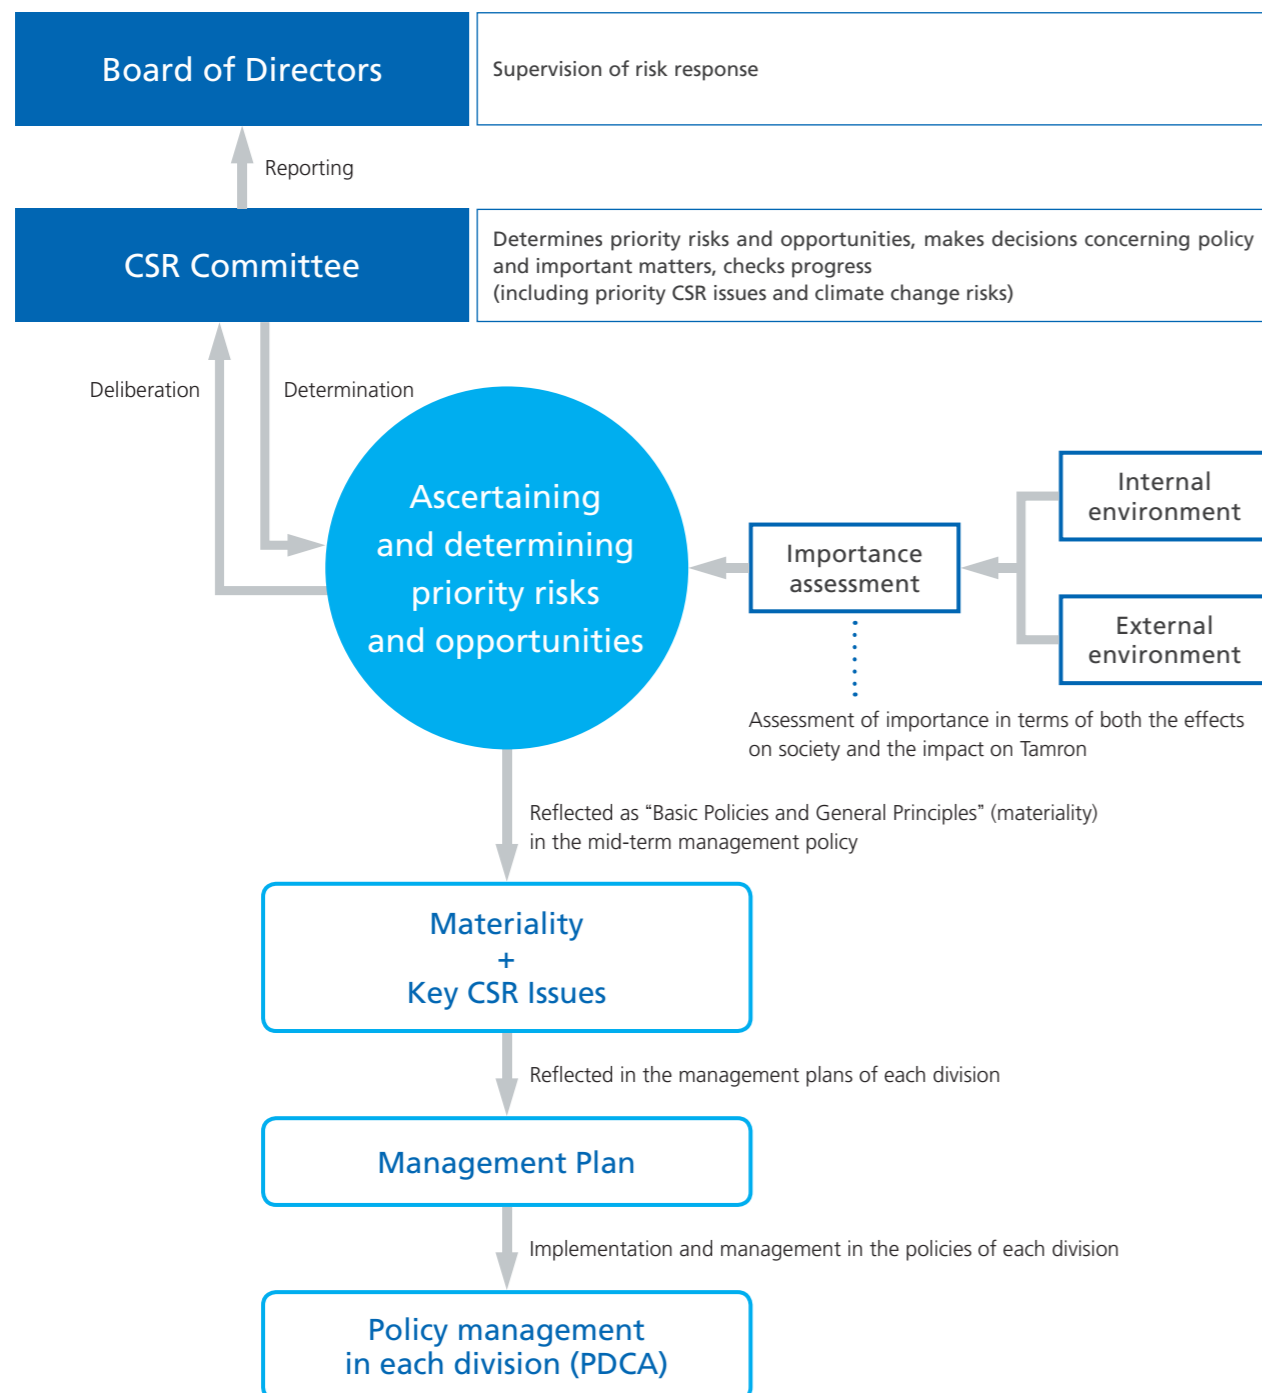 Board of Directors
Supervision of risk response
Reporting
CSR Committee
Determines priority risks and opportunities, makes decisions concerning policy
and important matters, checks progress
(including priority CSR issues and climate change risks)
Deliberation
Determination
Ascertaining
and determining
priority risks
and opportunities
Importance
assessment
Internal
environment
External
environment
Assessment of importance in terms of both the effects
on society and the impact on Tamron
Reflected as “Basic Policies and General Principles” (materiality)
in the mid-term management policy
Materiality
+
Key CSR Issues
Reflected in the management plans of each division
Management Plan
Implementation and management in the policies of each division
Policy management
in each division (PDCA)